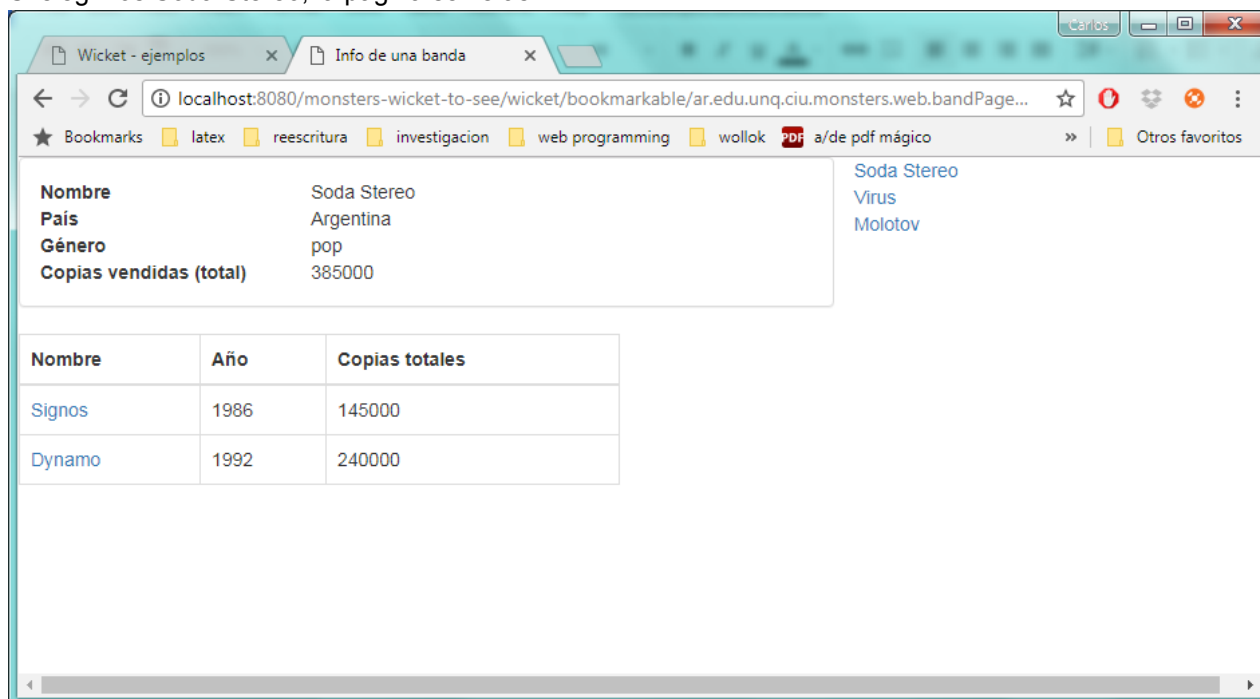 Carlos
Wicket - ejemplos
Info de una banda
localhost:8080/monsters-wicket-to-see/wicket/bookmarkable/ar.edu.unq.ciu.monsters.web.bandPage...
Bookmarks latex reescritura investigacion web programming wollok PDF a/de pdf mágico » Otros favoritos
Nombre Soda Stereo
País Argentina
Género pop
Copias vendidas (total) 385000
Soda Stereo
Virus
Molotov
Nombre Año Copias totales
Signos 1986 145000
Dynamo 1992 240000